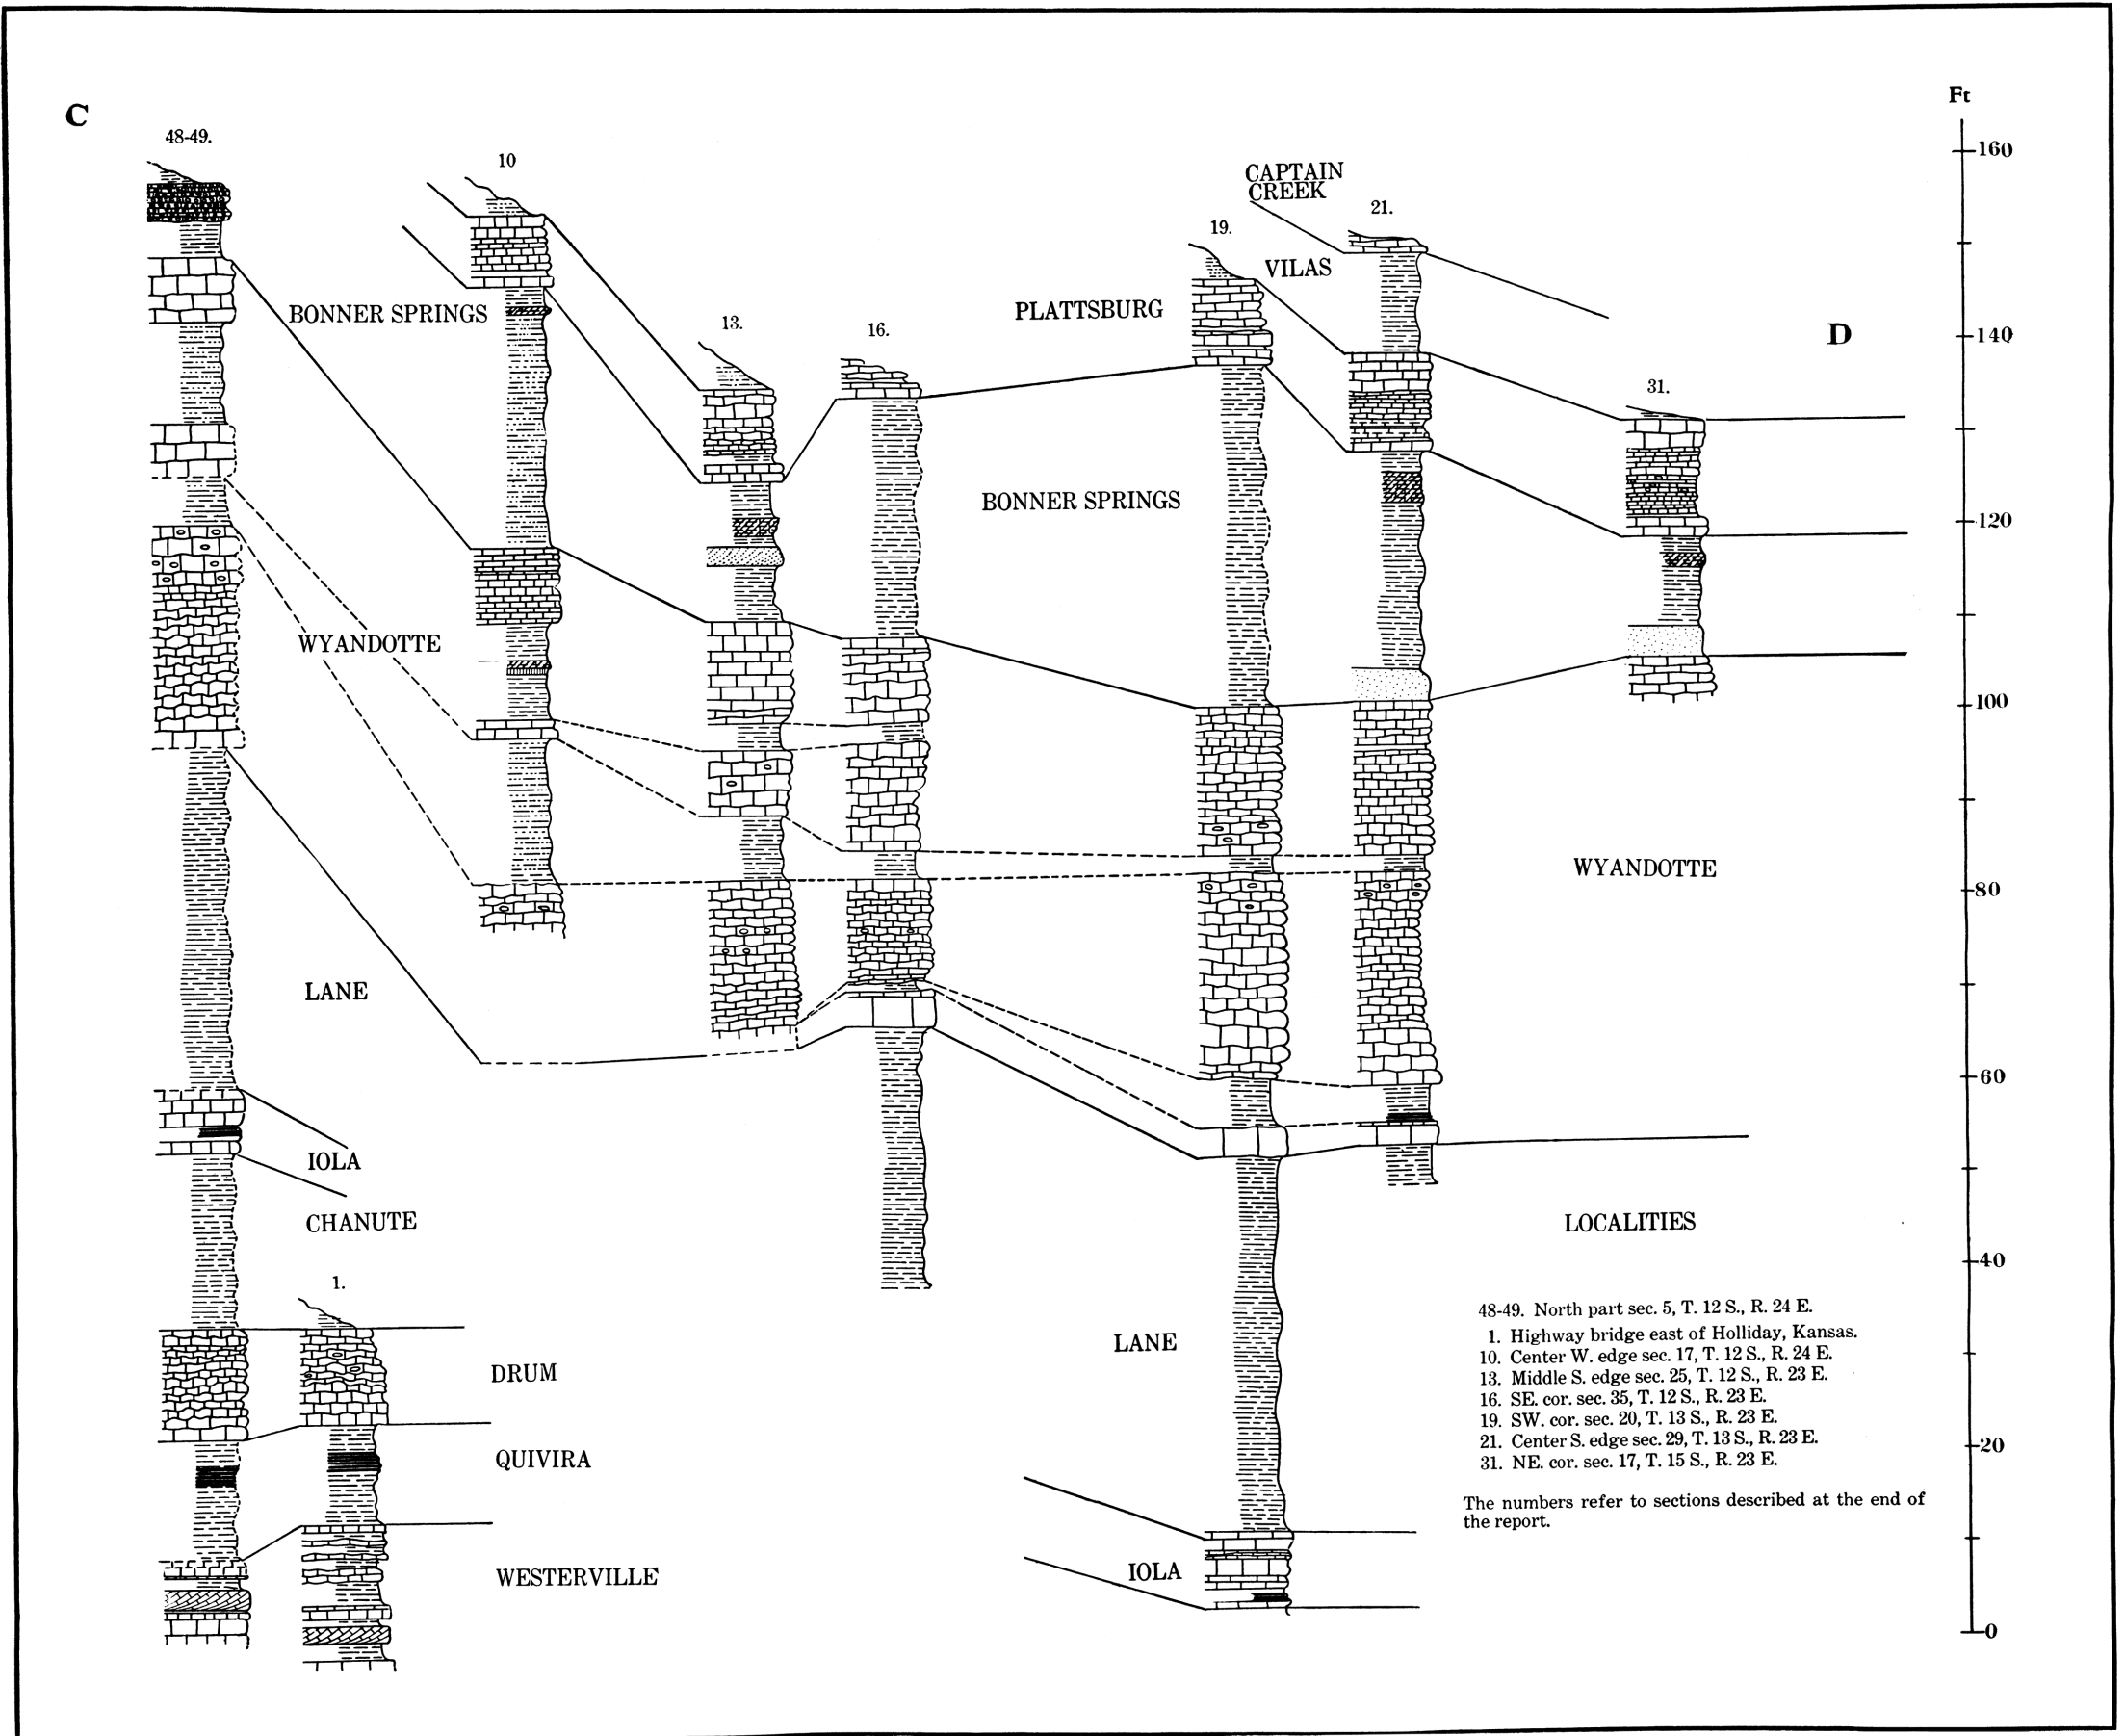 C
48-49.
10
13.
16.
19.
21.
31.
1.
CAPTAIN
CREEK
VILAS
PLATTSBURG
D
BONNER SPRINGS
BONNER SPRINGS
WYANDOTTE
WYANDOTTE
LANE
IOLA
CHANUTE
DRUM
QUIVIRA
WESTERVILLE
LANE
IOLA
Ft
160
140
120
100
80
60
40
20
0
LOCALITIES
48-49. North part sec. 5, T. 12 S., R. 24 E.
1. Highway bridge east of Holliday, Kansas.
10. Center W. edge sec. 17, T. 12 S., R. 24 E.
13. Middle S. edge sec. 25, T. 12 S., R. 23 E.
16. SE. cor. sec. 35, T. 12 S., R. 23 E.
19. SW. cor. sec. 20, T. 13 S., R. 23 E.
21. Center S. edge sec. 29, T. 13 S., R. 23 E.
31. NE. cor. sec. 17, T. 15 S., R. 23 E.
The numbers refer to sections described at the end of
the report.